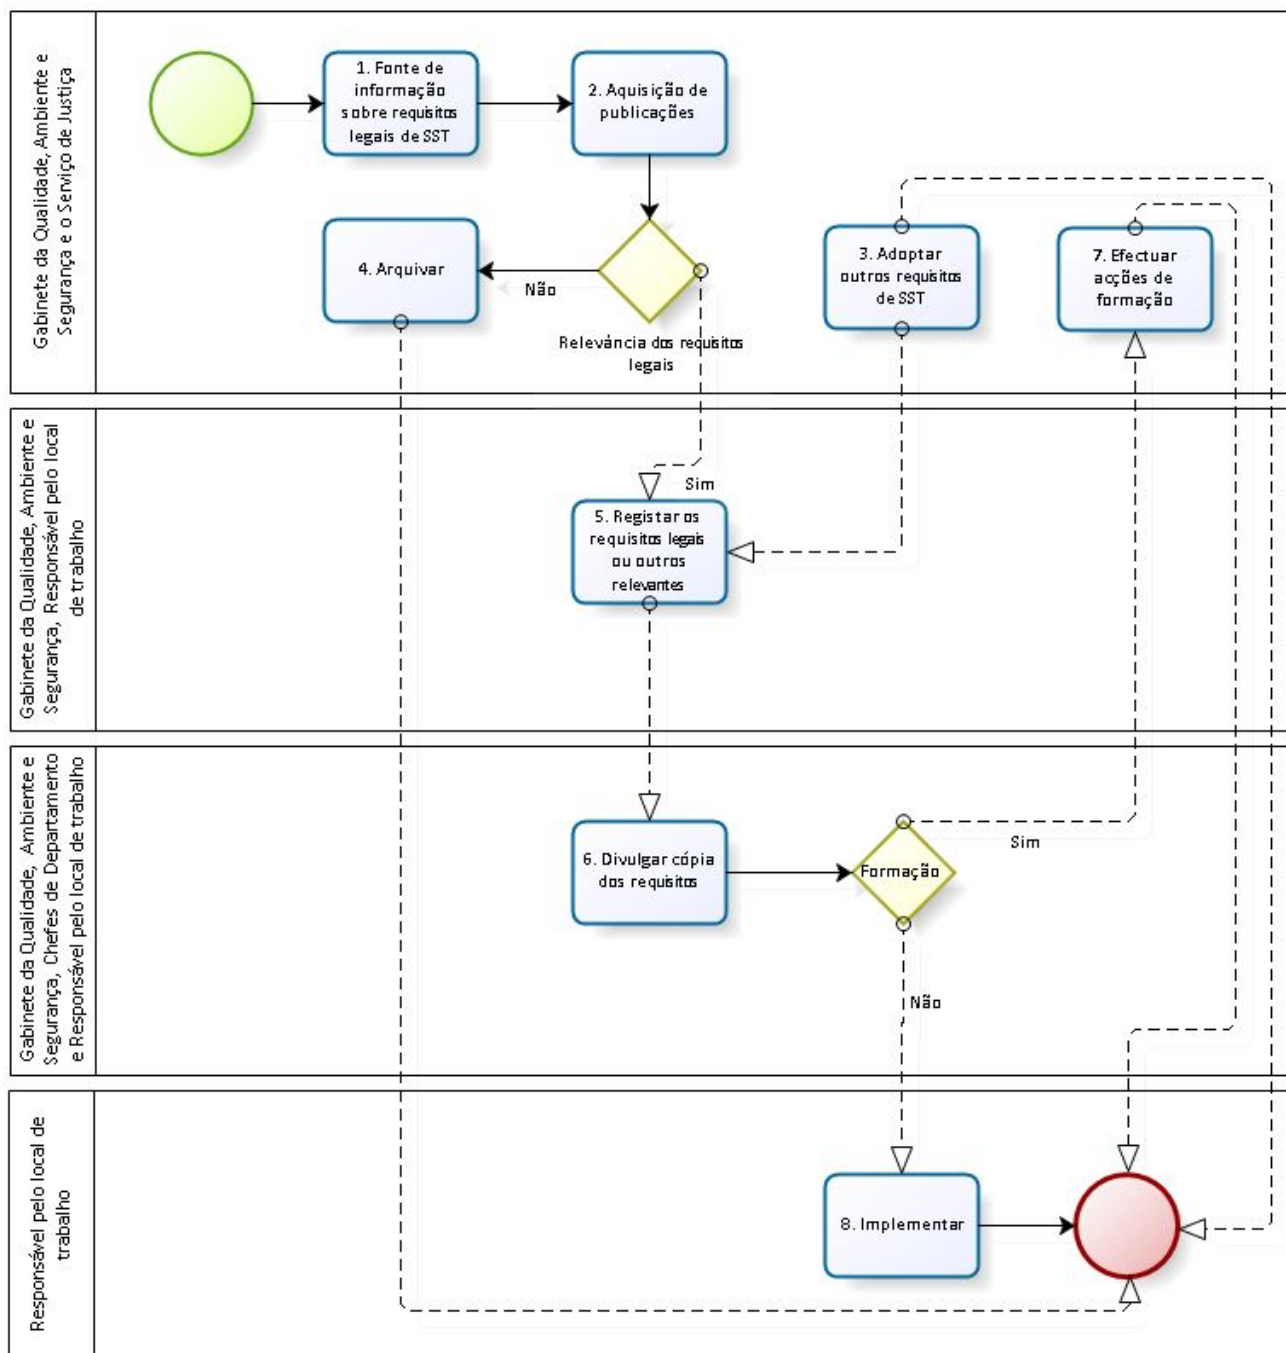 Gabinete da Qualidade, Ambiente e
Segurança e o Serviço de Justiça
1. Fonte de
informação
sobre requisitos
legais de SST
2. Aquisição de
publicações
4. Arquivar
Não
Relevância dos requisitos
legais
3. Adoptar
outros requisitos
de SST
7. Efectuar
acções de
formação
Gabinete da Qualidade, Ambiente e
Segurança, Responsável pelo local
de trabalho
Sim
5. Registar os
requisitos legais
ou outros
relevantes
Gabinete da Qualidade, Ambiente e
Segurança, Chefes de Departamento
e Responsável pelo local de trabalho
6. Divulgar cópia
dos requisitos
Formação
Sim
Não
Responsável pelo local de
trabalho
8. Implementar